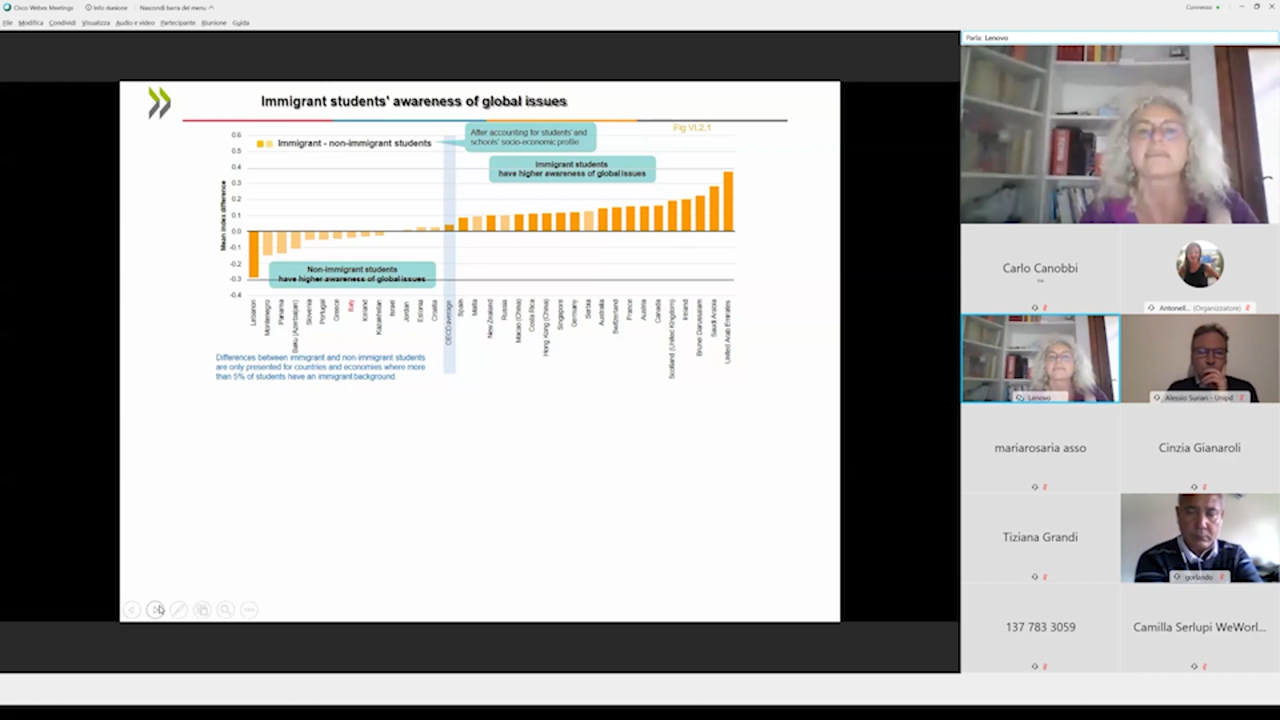 Cisco Webex Meetings
Info riunione
Nascondi barra del menu
Connesso
File Modifica Condividi Visualizza Audio e video Partecipante Riunione Guida
Parla: Lenovo
Immigrant students' awareness of global issues
Fig VI.2.1
Immigrant - non-immigrant students
After accounting for students' and
schools' socio-economic profile
Immigrant students
have higher awareness of global issues
Mean index difference
0.6
0.5
0.4
0.3
0.2
0.1
0.0
-0.1
-0.2
-0.3
-0.4
Non-immigrant students
have higher awareness of global issues
Lebanon
Montenegro
Panama
Baku (Azerbaijan)
Slovenia
Portugal
Greece
Italy
Iceland
Kazakhstan
Israel
Jordan
Estonia
Croatia
OECD average
Spain
Malta
New Zealand
Russia
Macao (China)
Costa Rica
Hong Kong (China)
Singapore
Germany
Serbia
Australia
Switzerland
France
Austria
Canada
Scotland (United Kingdom)
Ireland
Brunei Darussalam
Saudi Arabia
United Arab Emirates
Differences between immigrant and non-immigrant students
are only presented for countries and economies where more
than 5% of students have an immigrant background.
Carlo Canobbi
Antonell... (Organizzatore)
Lenovo
Alessio Surian - Unipd
mariarosaria asso
Cinzia Gianaroli
Tiziana Grandi
gorlando
137 783 3059
Camilla Serlupi WeWorl...